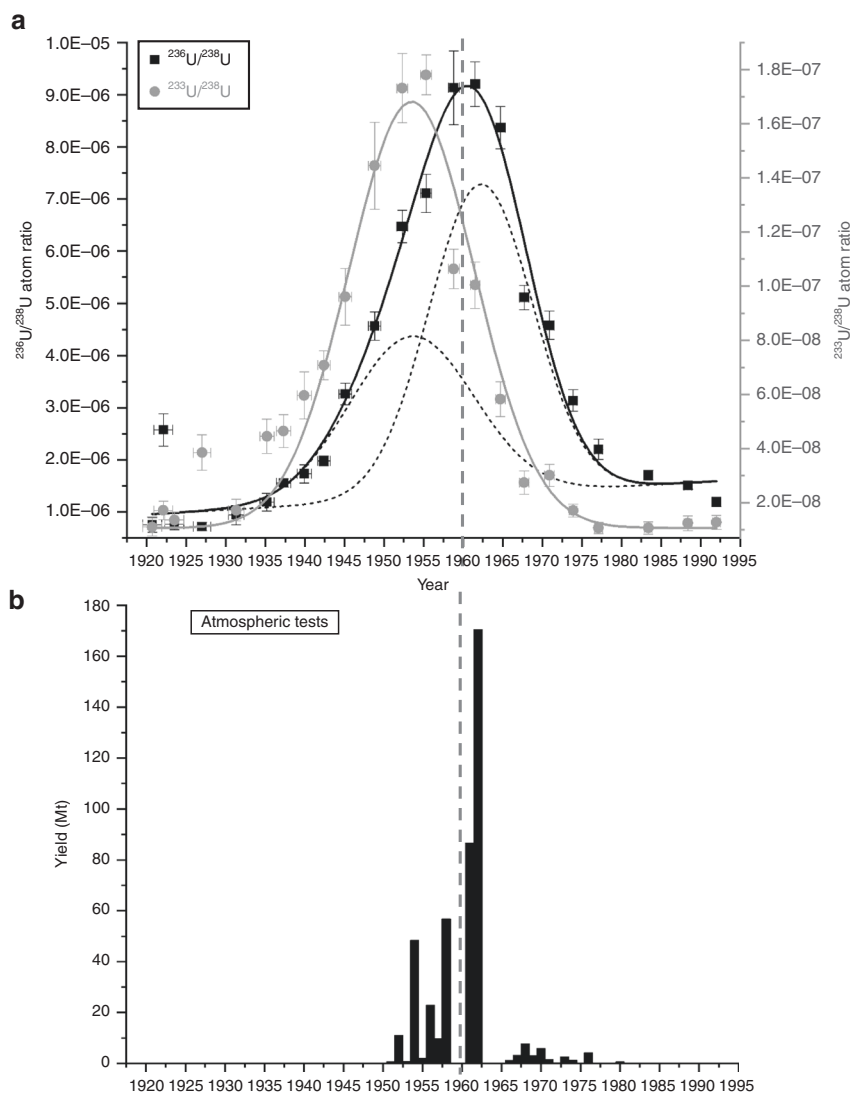 a
1.0E–05
9.0E–06
8.0E–06
7.0E–06
6.0E–06
5.0E–06
4.0E–06
3.0E–06
2.0E–06
1.0E–06
²³⁶U/²³⁸U atom ratio
²³⁶U/²³⁸U
²³³U/²³⁸U
1.8E–07
1.6E–07
1.4E–07
1.2E–07
1.0E–07
8.0E–08
6.0E–08
4.0E–08
2.0E–08
²³³U/²³⁸U atom ratio
1920 1925 1930 1935 1940 1945 1950 1955 1960 1965 1970 1975 1980 1985 1990 1995
Year
b
180
160
140
120
100
80
60
40
20
0
Yield (Mt)
Atmospheric tests
1920 1925 1930 1935 1940 1945 1950 1955 1960 1965 1970 1975 1980 1985 1990 1995